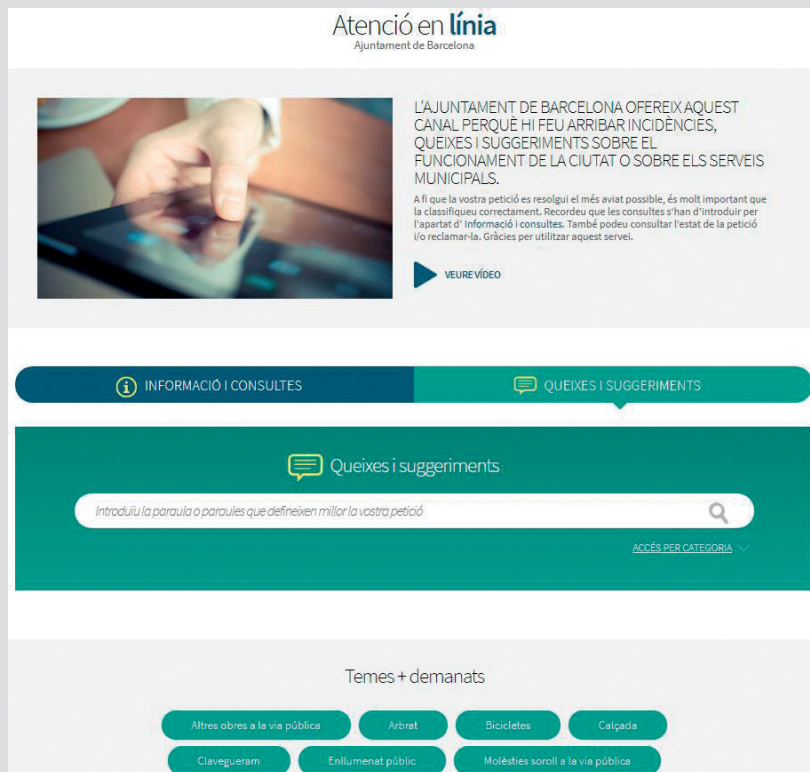 Atenció en línia
Ajuntament de Barcelona
L'AJUNTAMENT DE BARCELONA OFEREIX AQUEST
CANAL PERQUÈ HI FEU ARRIBAR INCIDÈNCIES,
QUEIXES I SUGGERIMENTS SOBRE EL
FUNCIONAMENT DE LA CIUTAT O SOBRE ELS SERVEIS
MUNICIPALS.
A fi que la vostra petició es resolgui el més aviat possible, és molt important que
la classifiqueu correctament. Recordeu que les consultes s'han d'introduir per
l'apartat d' Informació i consultes. També podeu consultar l'estat de la petició
i/o reclamar-la. Gràcies per utilitzar aquest servei.
VEURE VÍDEO
INFORMACIÓ I CONSULTES
QUEIXES I SUGGERIMENTS
Queixes i suggeriments
Introduïu la paraula o paraules que defineixen millor la vostra petició
ACCÉS PER CATEGORIA
Temes + demanats
Altres obres a la via pública
Arbrat
Bicicletes
Calçada
Clavegueram
Enllumenat públic
Molèsties soroll a la via pública